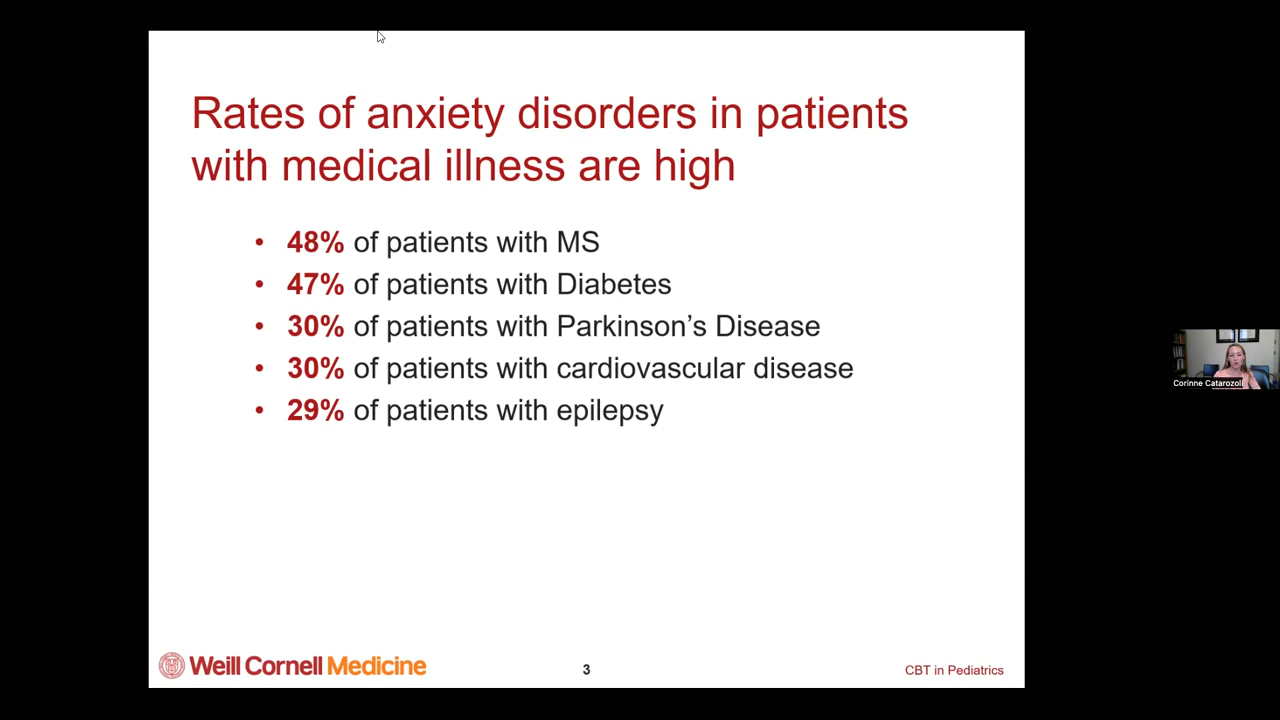 Rates of anxiety disorders in patients
with medical illness are high
• 48% of patients with MS
• 47% of patients with Diabetes
• 30% of patients with Parkinson’s Disease
• 30% of patients with cardiovascular disease
• 29% of patients with epilepsy
Corinne Catarozoli
Weill Cornell Medicine
3
CBT in Pediatrics